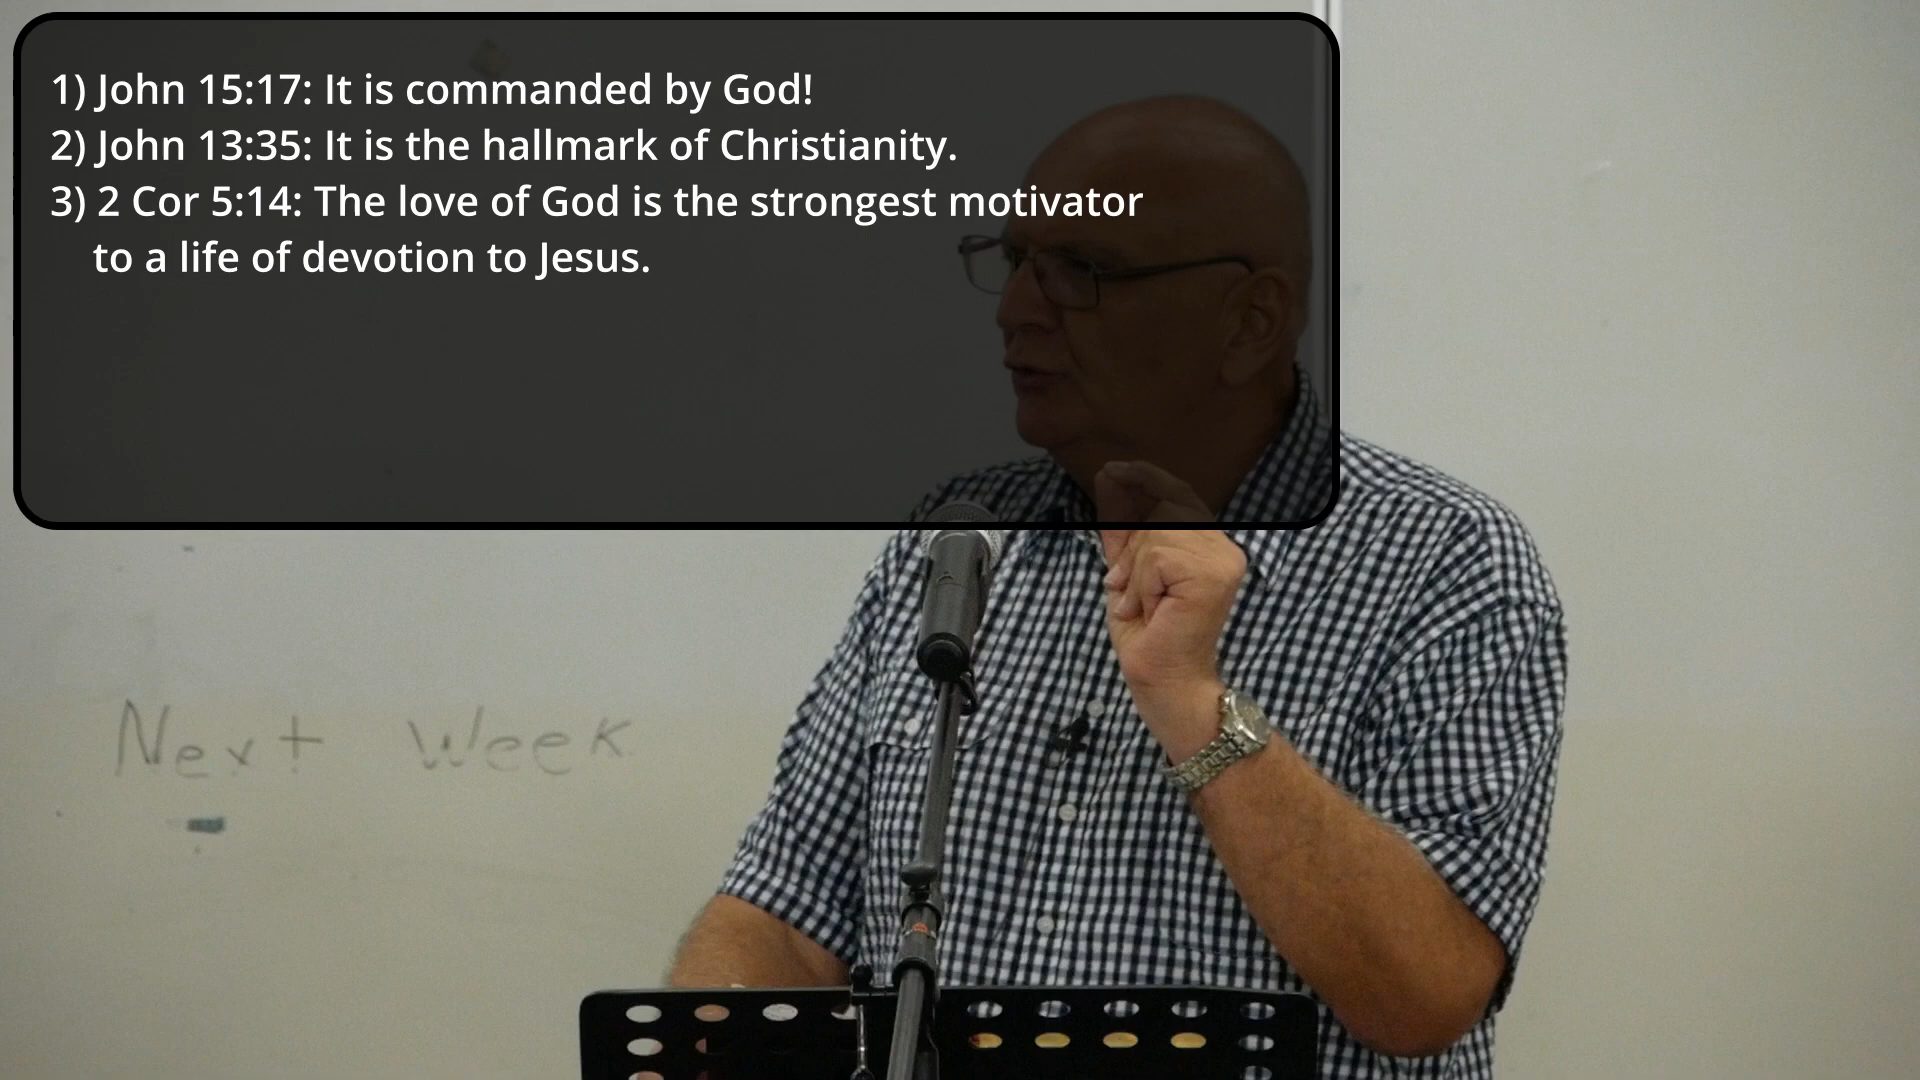 1) John 15:17: It is commanded by God!
2) John 13:35: It is the hallmark of Christianity.
3) 2 Cor 5:14: The love of God is the strongest motivator
to a life of devotion to Jesus.
Next Week